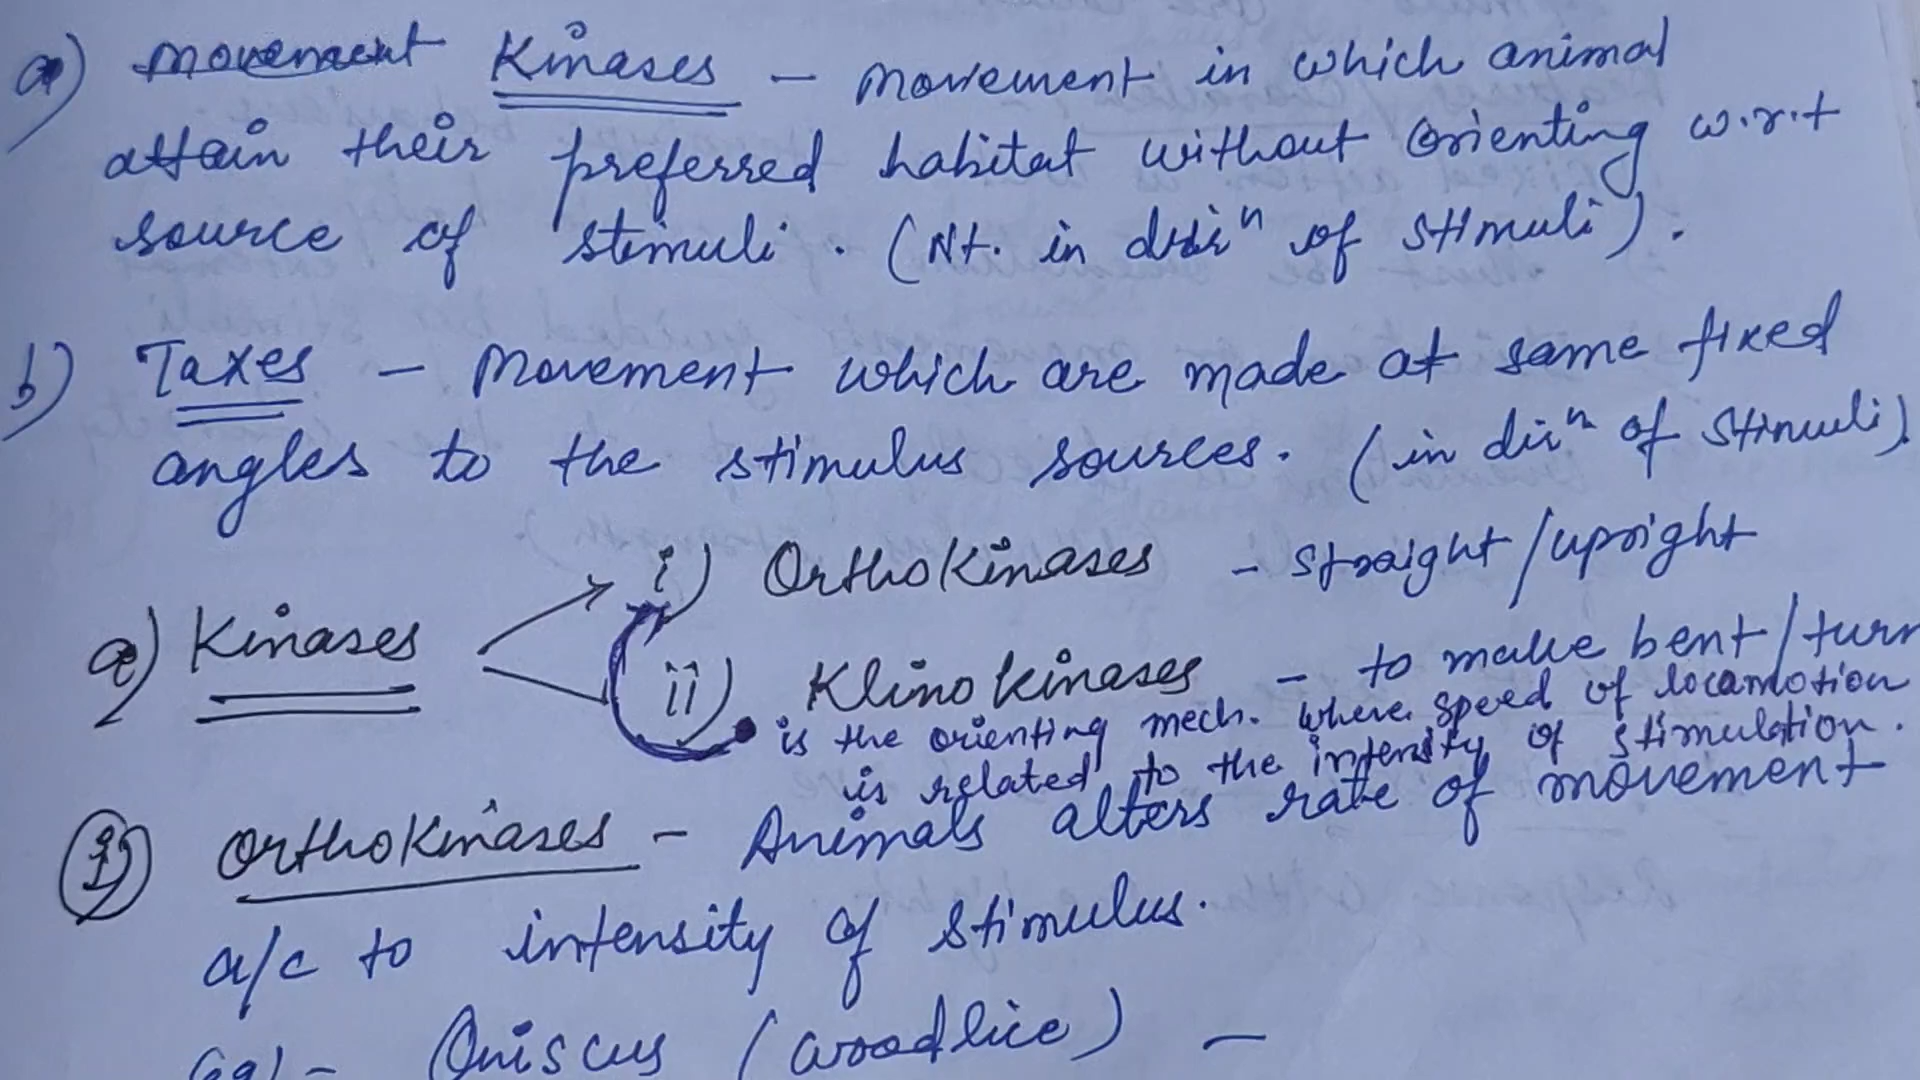 a) movement Kinases - Movement in which animal
attain their preferred habitat without orienting w.r.t
source of stimuli. (Nt. in dirⁿ of stimuli).
b) Taxes - Movement which are made at same fixed
angles to the stimulus sources. (in dirⁿ of stimuli)
i) Orthokinases - straight/upright
a) Kinases
ii) Klinokinases - to make bent/turn
is the orienting mech. where speed of locamotion
is related to the intensity of stimulation.
Orthokinases - Animals alters rate of movement
a/c to intensity of stimulus.
Eg) - Oniscus (woodlice) -